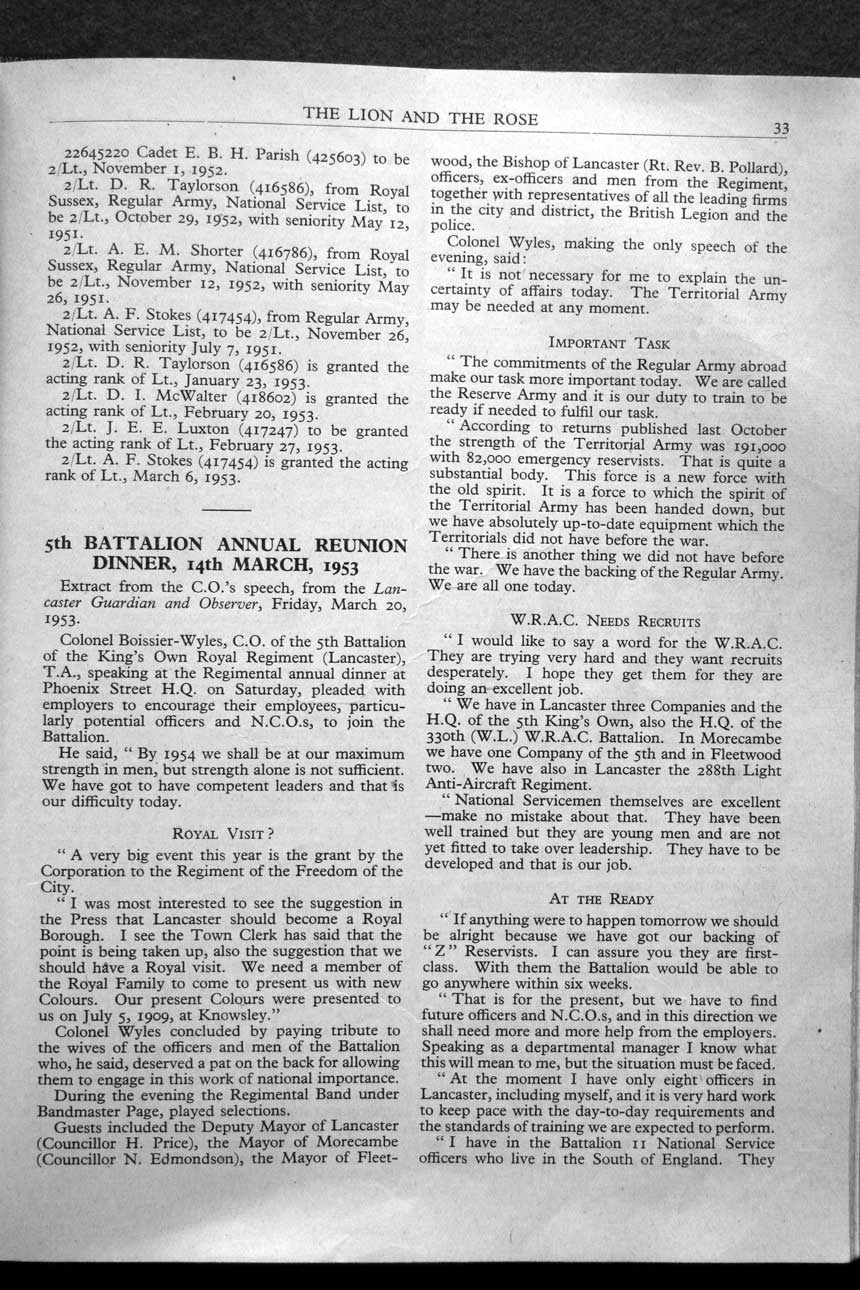 THE LION AND THE ROSE
33
22645220 Cadet E. B. H. Parish (425603) to be
2/Lt., November 1, 1952.
2/Lt. D. R. Taylorson (416586), from Royal
Sussex, Regular Army, National Service List, to
be 2/Lt., October 29, 1952, with seniority May 12,
1951.
2/Lt. A. E. M. Shorter (416786), from Royal
Sussex, Regular Army, National Service List, to
be 2/Lt., November 12, 1952, with seniority May
26, 1951.
2/Lt. A. F. Stokes (417454), from Regular Army,
National Service List, to be 2/Lt., November 26,
1952, with seniority July 7, 1951.
2/Lt. D. R. Taylorson (416586) is granted the
acting rank of Lt., January 23, 1953.
2/Lt. D. I. McWalter (418602) is granted the
acting rank of Lt., February 20, 1953.
2/Lt. J. E. E. Luxton (417247) to be granted
the acting rank of Lt., February 27, 1953.
2/Lt. A. F. Stokes (417454) is granted the acting
rank of Lt., March 6, 1953.
5th BATTALION ANNUAL REUNION
DINNER, 14th MARCH, 1953
Extract from the C.O.'s speech, from the Lan-
caster Guardian and Observer, Friday, March 20,
1953.
Colonel Boissier-Wyles, C.O. of the 5th Battalion
of the King's Own Royal Regiment (Lancaster),
T.A., speaking at the Regimental annual dinner at
Phoenix Street H.Q. on Saturday, pleaded with
employers to encourage their employees, particu-
larly potential officers and N.C.O.s, to join the
Battalion.
He said, "By 1954 we shall be at our maximum
strength in men, but strength alone is not sufficient.
We have got to have competent leaders and that is
our difficulty today.
ROYAL VISIT?
"A very big event this year is the grant by the
Corporation to the Regiment of the Freedom of the
City.
"I was most interested to see the suggestion in
the Press that Lancaster should become a Royal
Borough. I see the Town Clerk has said that the
point is being taken up, also the suggestion that we
should have a Royal visit. We need a member of
the Royal Family to come to present us with new
Colours. Our present Colours were presented to
us on July 5, 1909, at Knowsley."
Colonel Wyles concluded by paying tribute to
the wives of the officers and men of the Battalion
who, he said, deserved a pat on the back for allowing
them to engage in this work of national importance.
During the evening the Regimental Band under
Bandmaster Page, played selections.
Guests included the Deputy Mayor of Lancaster
(Councillor H. Price), the Mayor of Morecambe
(Councillor N. Edmondson), the Mayor of Fleet-
wood, the Bishop of Lancaster (Rt. Rev. B. Pollard),
officers, ex-officers and men from the Regiment,
together with representatives of all the leading firms
in the city and district, the British Legion and the
police.
Colonel Wyles, making the only speech of the
evening, said:
"It is not necessary for me to explain the un-
certainty of affairs today. The Territorial Army
may be needed at any moment.
IMPORTANT TASK
"The commitments of the Regular Army abroad
make our task more important today. We are called
the Reserve Army and it is our duty to train to be
ready if needed to fulfil our task.
"According to returns published last October
the strength of the Territorial Army was 191,000
with 82,000 emergency reservists. That is quite a
substantial body. This force is a new force with
the old spirit. It is a force to which the spirit of
the Territorial Army has been handed down, but
we have absolutely up-to-date equipment which the
Territorials did not have before the war.
"There is another thing we did not have before
the war. We have the backing of the Regular Army.
We are all one today.
W.R.A.C. NEEDS RECRUITS
"I would like to say a word for the W.R.A.C.
They are trying very hard and they want recruits
desperately. I hope they get them for they are
doing an excellent job.
"We have in Lancaster three Companies and the
H.Q. of the 5th King's Own, also the H.Q. of the
330th (W.L.) W.R.A.C. Battalion. In Morecambe
we have one Company of the 5th and in Fleetwood
two. We have also in Lancaster the 288th Light
Anti-Aircraft Regiment.
"National Servicemen themselves are excellent
—make no mistake about that. They have been
well trained but they are young men and are not
yet fitted to take over leadership. They have to be
developed and that is our job.
AT THE READY
"If anything were to happen tomorrow we should
be alright because we have got our backing of
"Z" Reservists. I can assure you they are first-
class. With them the Battalion would be able to
go anywhere within six weeks.
"That is for the present, but we have to find
future officers and N.C.O.s, and in this direction we
shall need more and more help from the employers.
Speaking as a departmental manager I know what
this will mean to me, but the situation must be faced.
"At the moment I have only eight officers in
Lancaster, including myself, and it is very hard work
to keep pace with the day-to-day requirements and
the standards of training we are expected to perform.
"I have in the Battalion 11 National Service
officers who live in the South of England. They